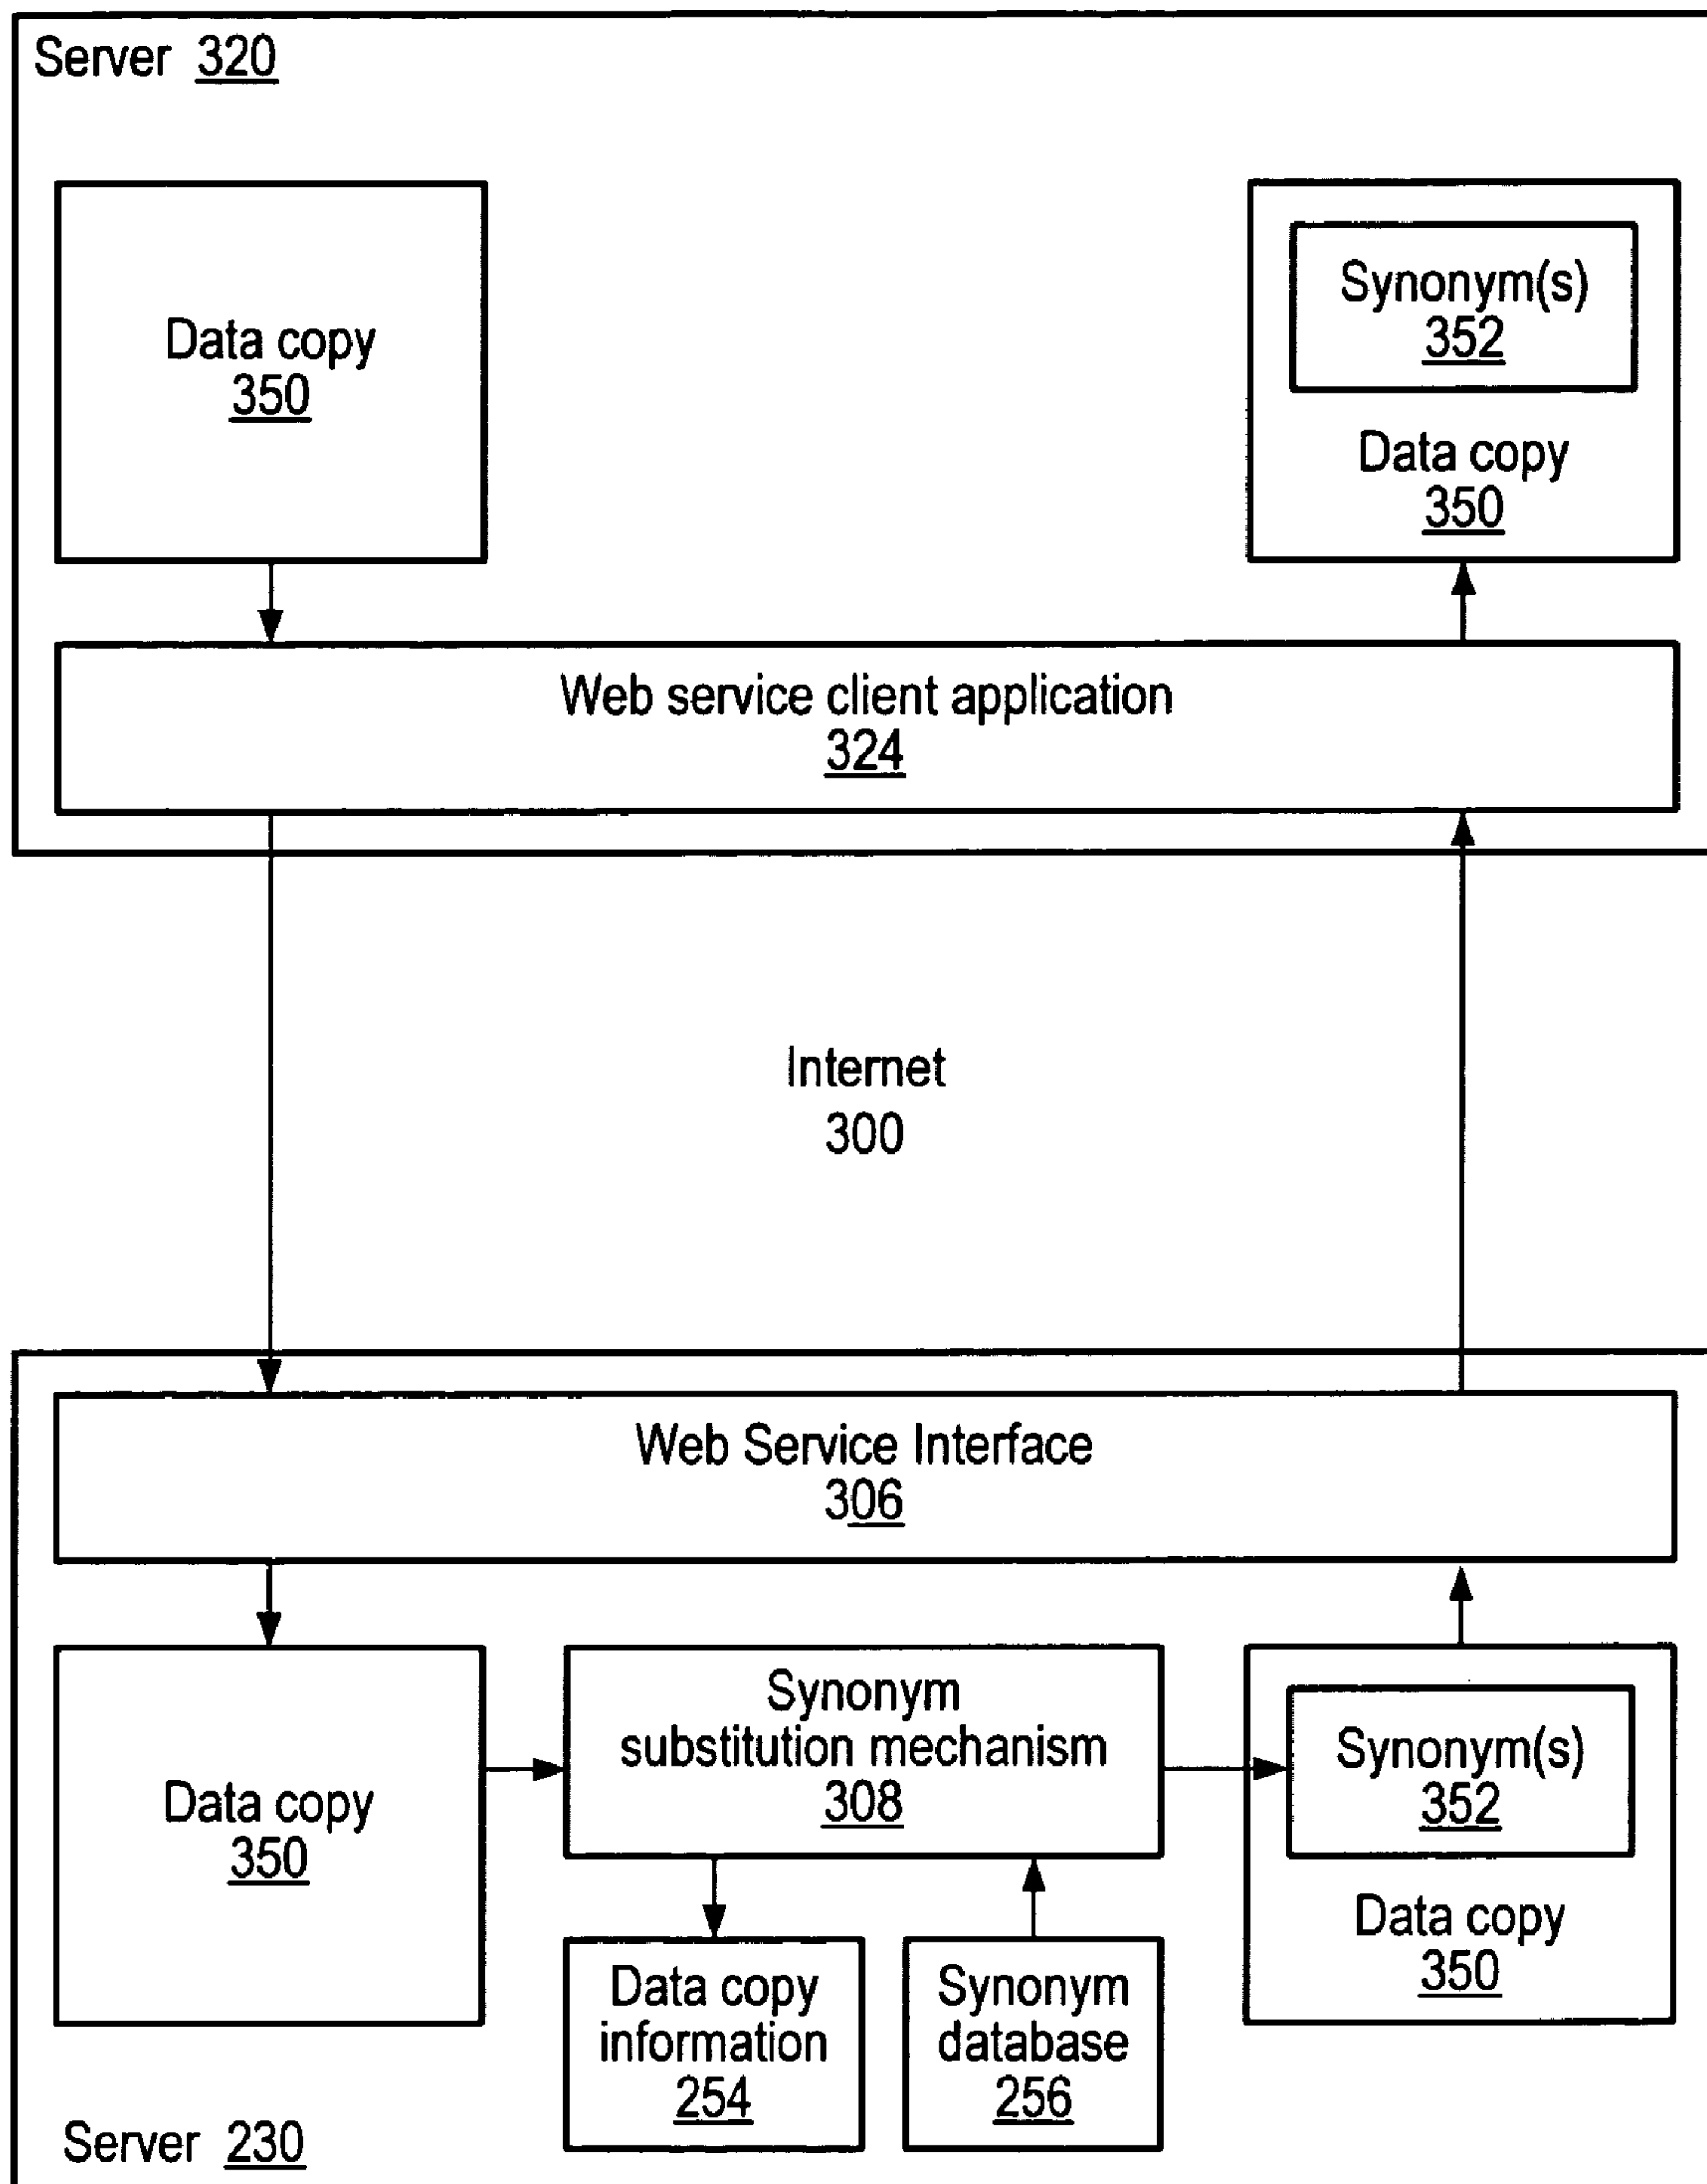 Server 320
Data copy
350
Synonym(s)
352
Data copy
350
Web service client application
324
Internet
300
Web Service Interface
306
Data copy
350
Synonym
substitution mechanism
308
Synonym(s)
352
Data copy
350
Data copy
information
254
Synonym
database
256
Server 230